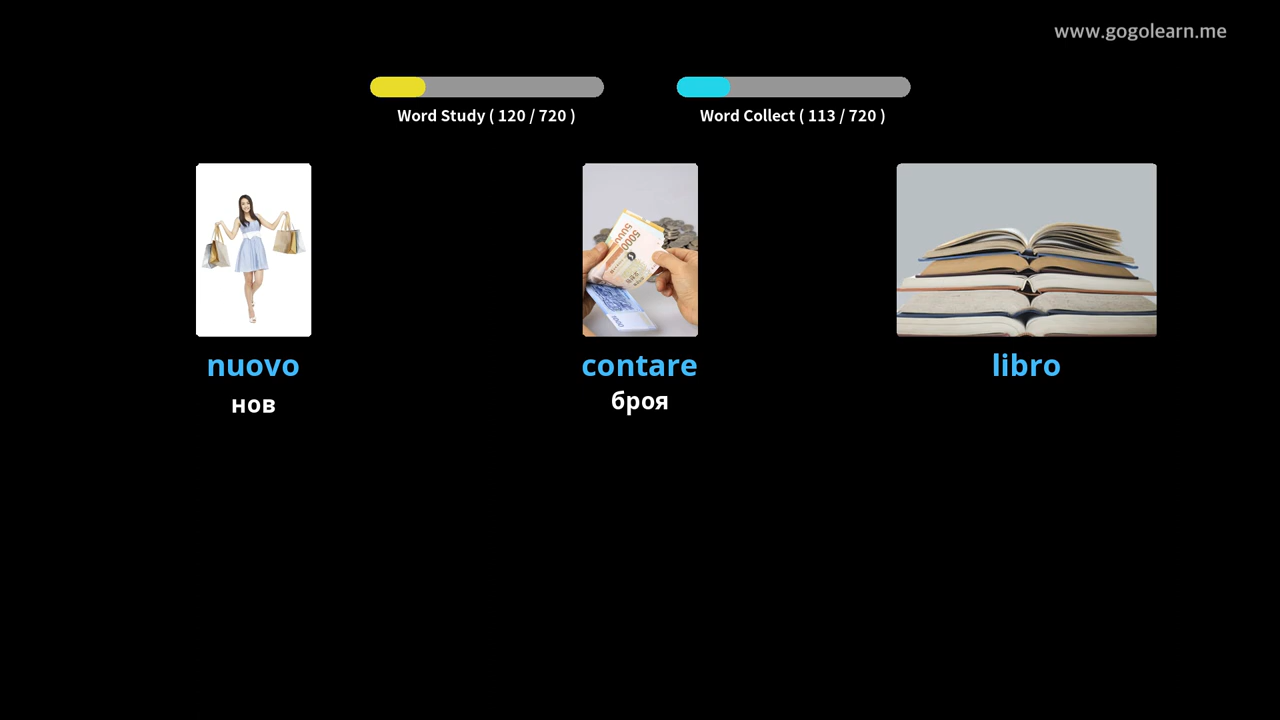 www.gogolearn.me
Word Study ( 120 / 720 )
Word Collect ( 113 / 720 )
nuovo
нов
contare
броя
libro